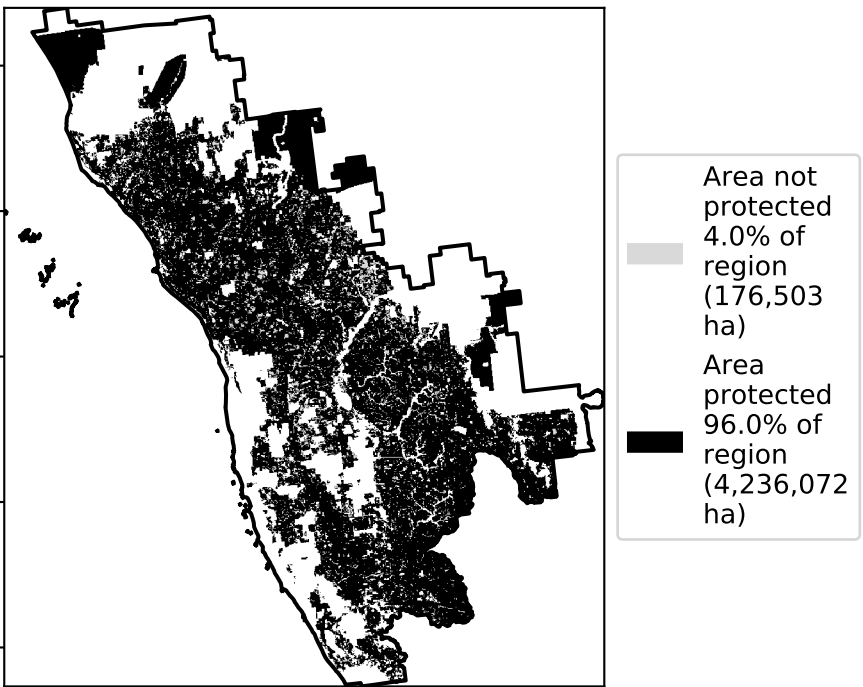 Area not
protected
4.0% of
region
(176,503
ha)
Area
protected
96.0% of
region
(4,236,072
ha)